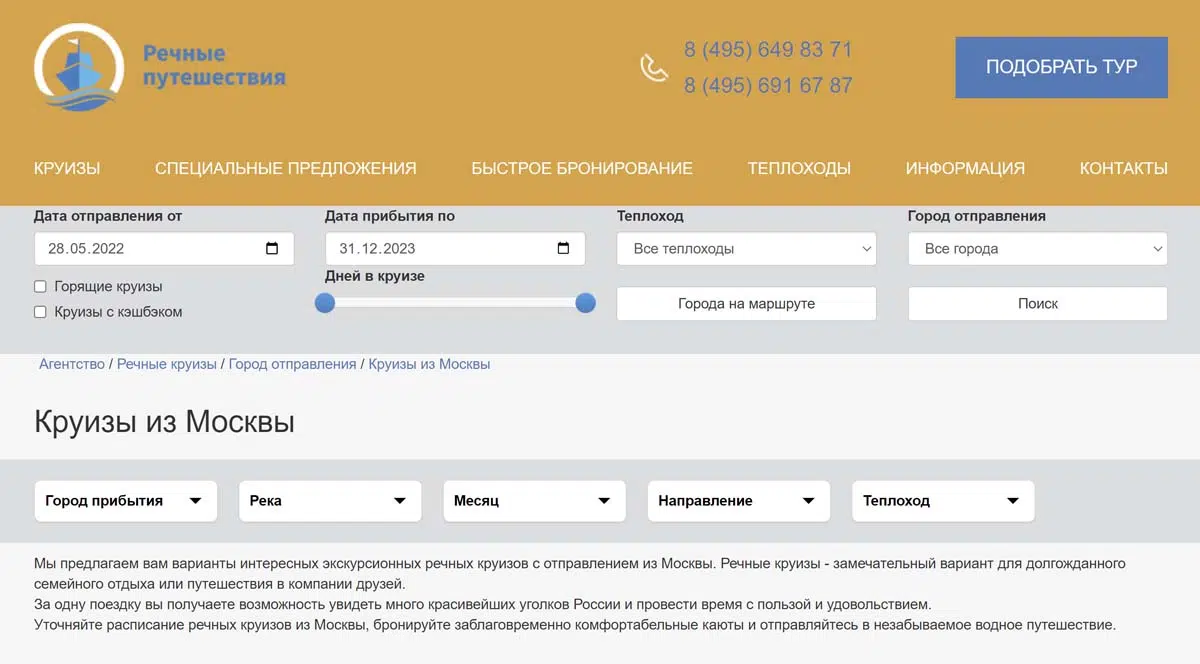 Речные
путешествия
8 (495) 649 83 71
8 (495) 691 67 87
ПОДОБРАТЬ ТУР
КРУИЗЫ СПЕЦИАЛЬНЫЕ ПРЕДЛОЖЕНИЯ БЫСТРОЕ БРОНИРОВАНИЕ ТЕПЛОХОДЫ ИНФОРМАЦИЯ КОНТАКТЫ
Дата отправления от Дата прибытия по Теплоход Город отправления
28.05.2022 31.12.2023 Все теплоходы Все города
Дней в круизе
Горящие круизы
Города на маршруте Поиск
Круизы с кэшбэком
Агентство / Речные круизы / Город отправления / Круизы из Москвы
Круизы из Москвы
Город прибытия Река Месяц Направление Теплоход
Мы предлагаем вам варианты интересных экскурсионных речных круизов с отправлением из Москвы. Речные круизы - замечательный вариант для долгожданного
семейного отдыха или путешествия в компании друзей.
За одну поездку вы получаете возможность увидеть много красивейших уголков России и провести время с пользой и удовольствием.
Уточняйте расписание речных круизов из Москвы, бронируйте заблаговременно комфортабельные каюты и отправляйтесь в незабываемое водное путешествие.